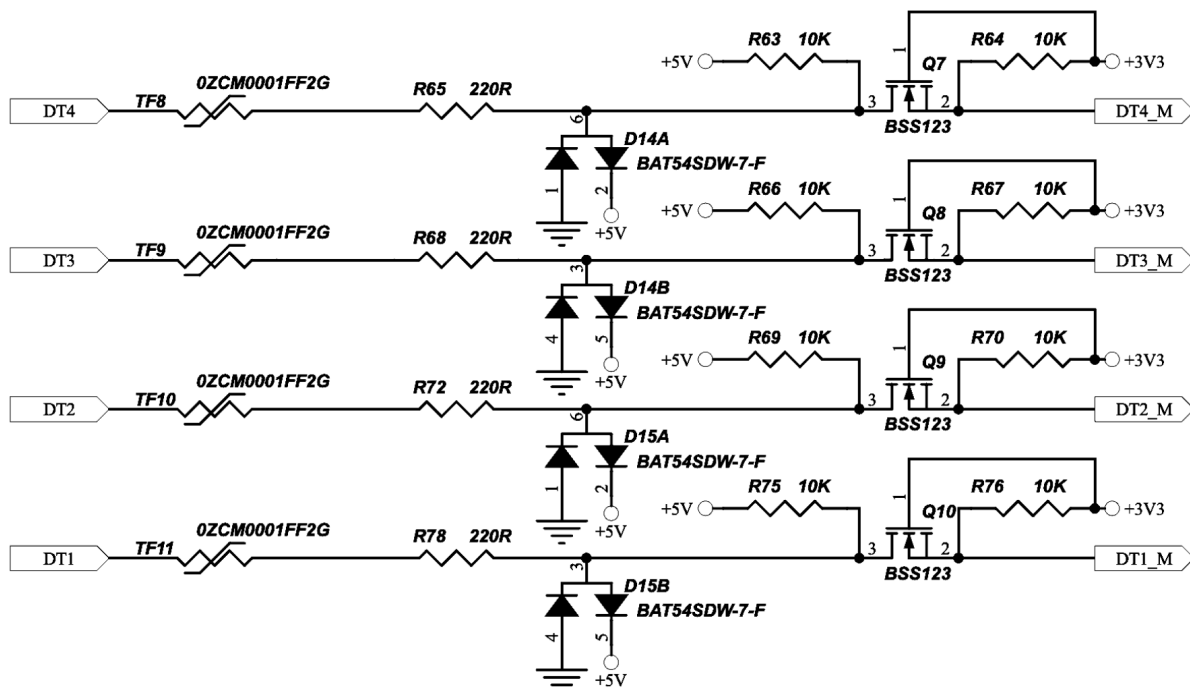 R63 10K
R64 10K
+5V
1
Q7
+3V3
0ZCM0001FF2G
DT4
TF8
R65 220R
6
3
2
DT4_M
BSS123
D14A
BAT54SDW-7-F
1
2
+5V
R66 10K
R67 10K
+5V
1
Q8
+3V3
0ZCM0001FF2G
DT3
TF9
R68 220R
3
3
2
DT3_M
BSS123
D14B
BAT54SDW-7-F
4
5
+5V
R69 10K
R70 10K
+5V
1
Q9
+3V3
0ZCM0001FF2G
DT2
TF10
R72 220R
6
3
2
DT2_M
BSS123
D15A
BAT54SDW-7-F
1
2
+5V
R75 10K
R76 10K
+5V
1
Q10
+3V3
0ZCM0001FF2G
DT1
TF11
R78 220R
3
3
2
DT1_M
BSS123
D15B
BAT54SDW-7-F
4
5
+5V